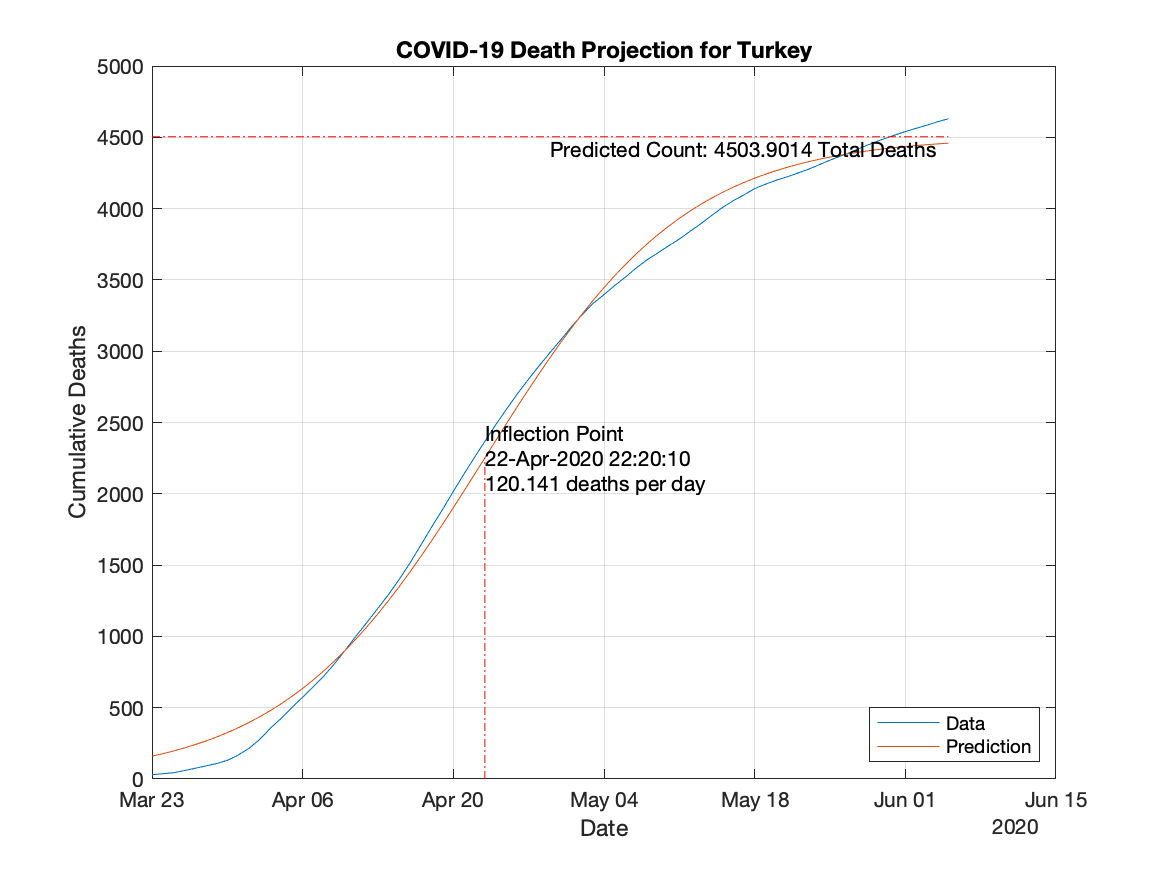 COVID-19 Death Projection for Turkey
5000
4500
Predicted Count: 4503.9014 Total Deaths
4000
3500
3000
Cumulative Deaths
2500
Inflection Point
22-Apr-2020 22:20:10
120.141 deaths per day
2000
1500
1000
500
0
Data
Prediction
Mar 23
Apr 06
Apr 20
May 04
May 18
Jun 01
Jun 15
Date
2020